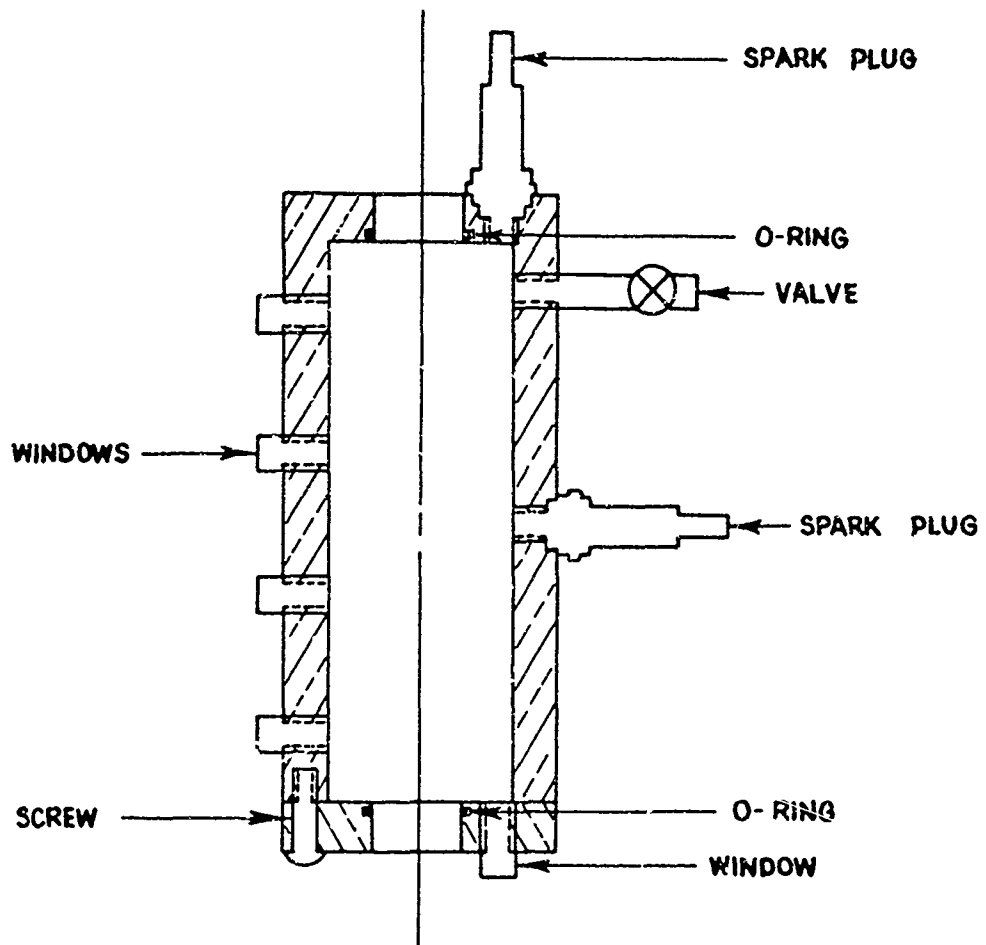 SPARK PLUG
O-RING
VALVE
WINDOWS
SPARK PLUG
SCREW
O-RING
WINDOW